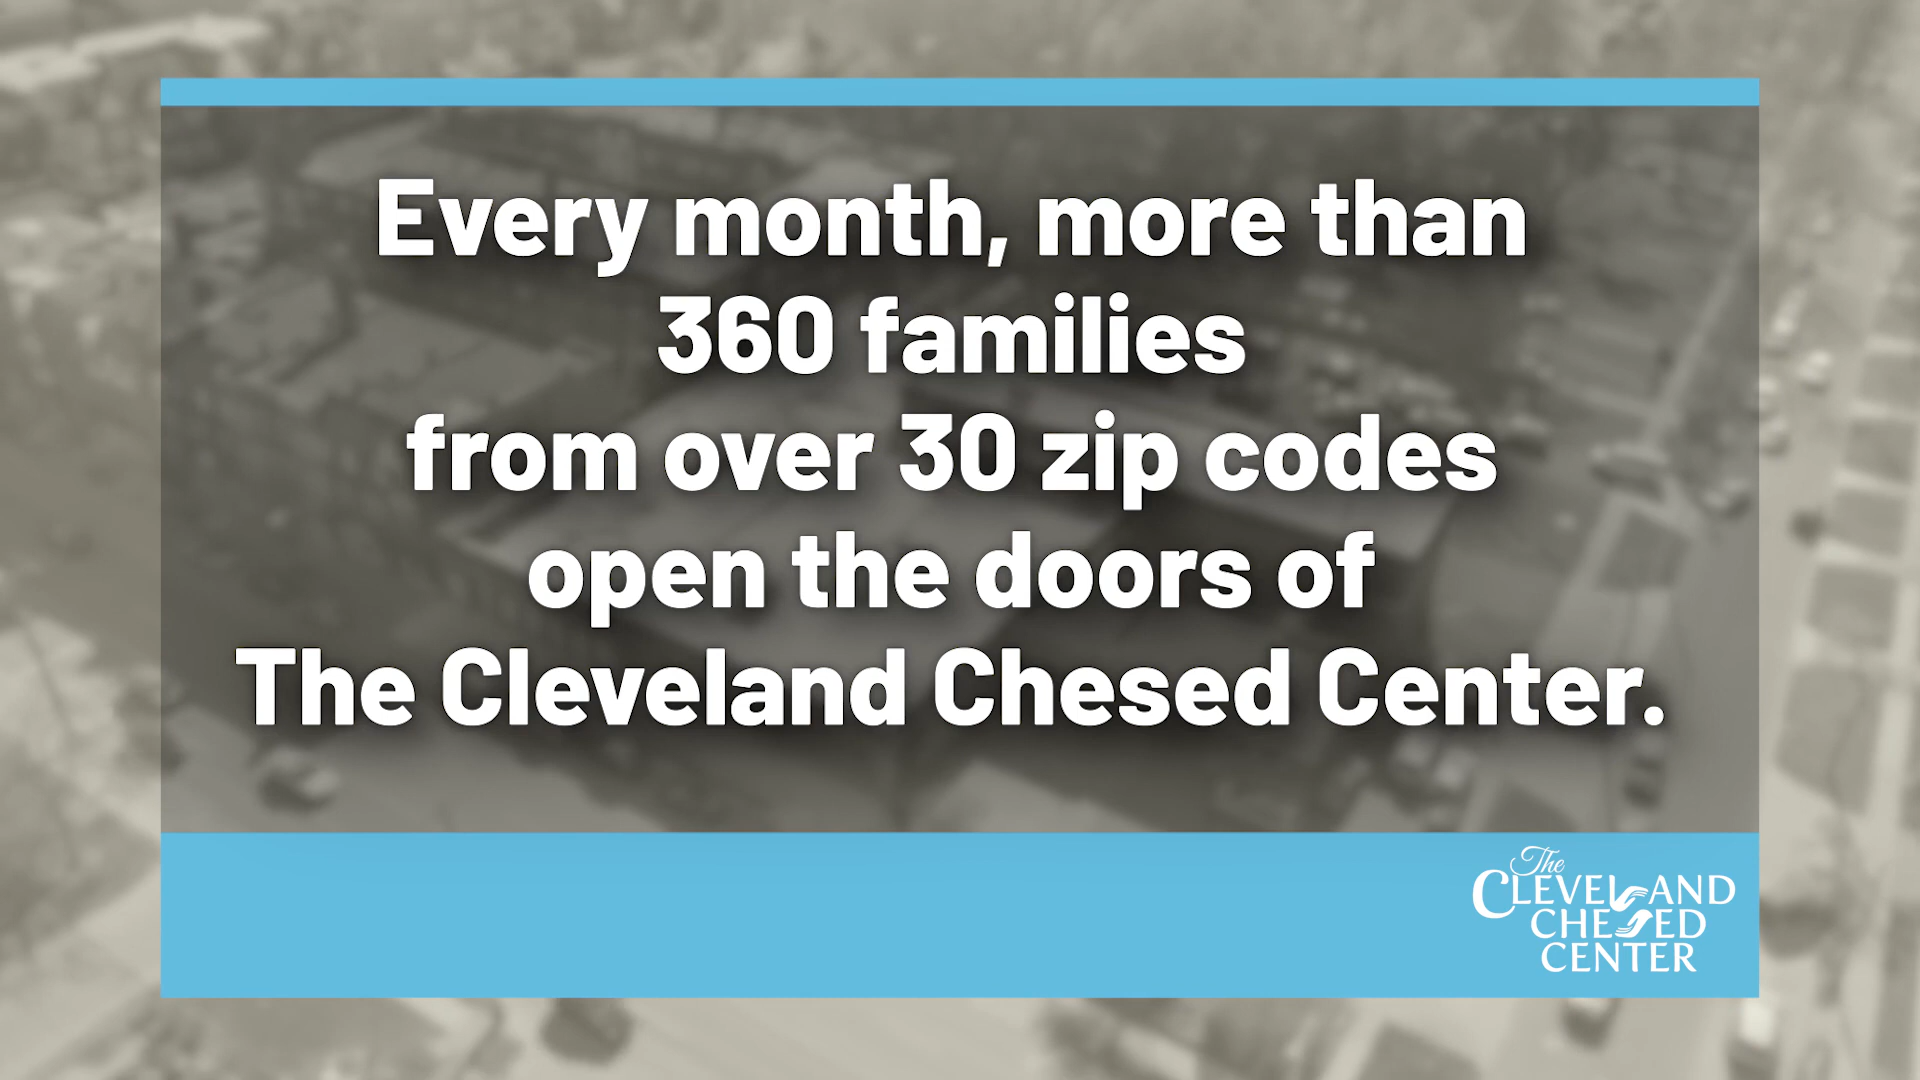 Every month, more than
360 families
from over 30 zip codes
open the doors of
The Cleveland Chesed Center.
The
CLEVELAND
CHESED
CENTER